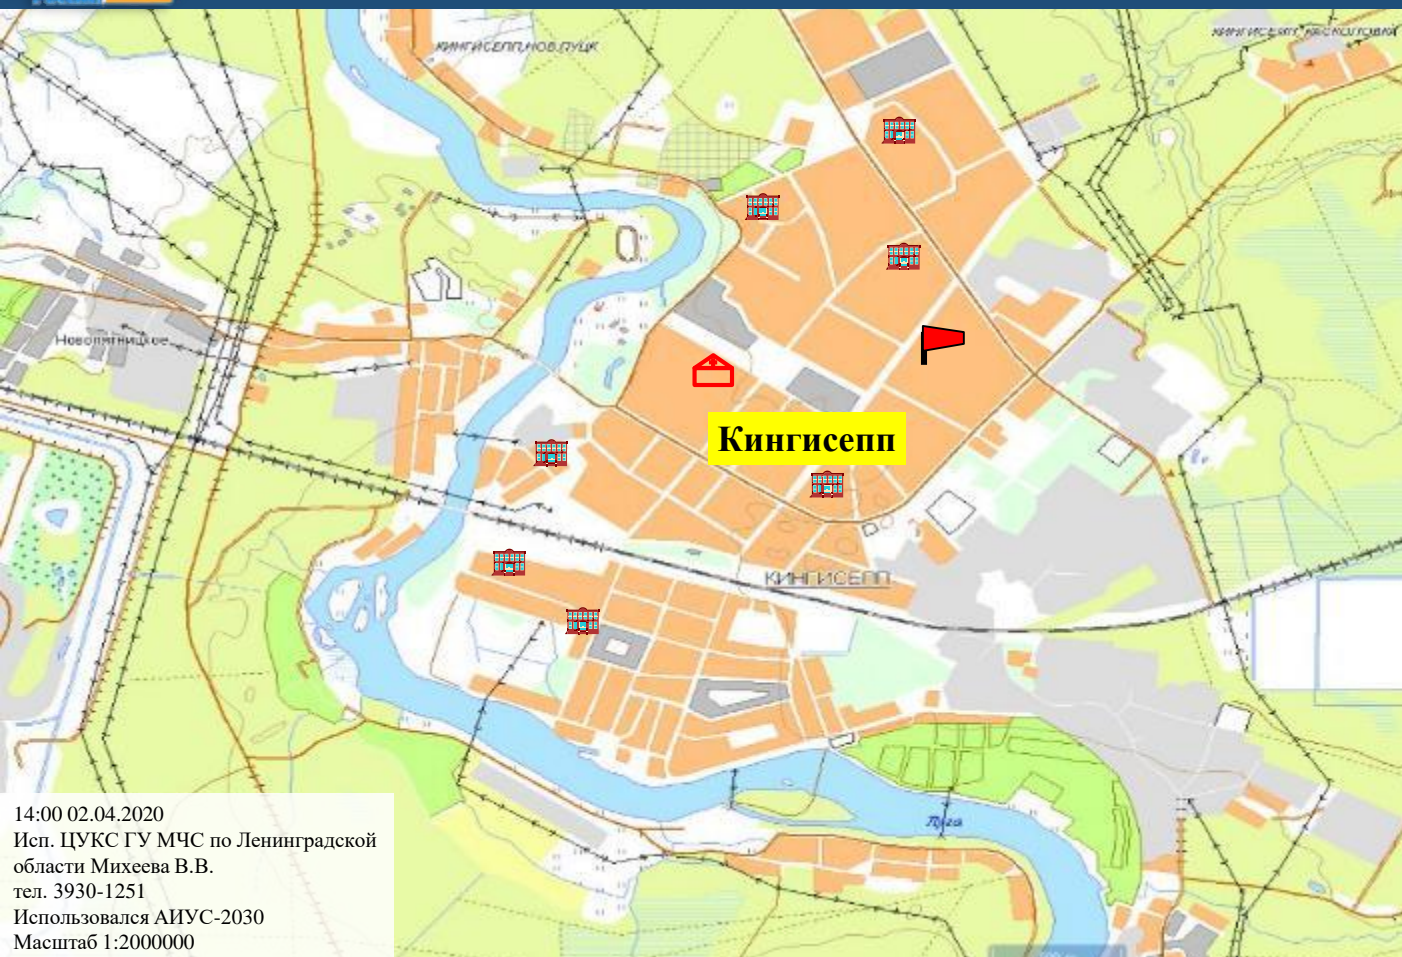 КИНГИСЕПП, НОВ.ЛУЦК
Новопятницкое
Кингисепп
КИНГИСЕПП
Луга
14:00 02.04.2020
Исп. ЦУКС ГУ МЧС по Ленинградской
области Михеева В.В.
тел. 3930-1251
Использовался АИУС-2030
Масштаб 1:2000000